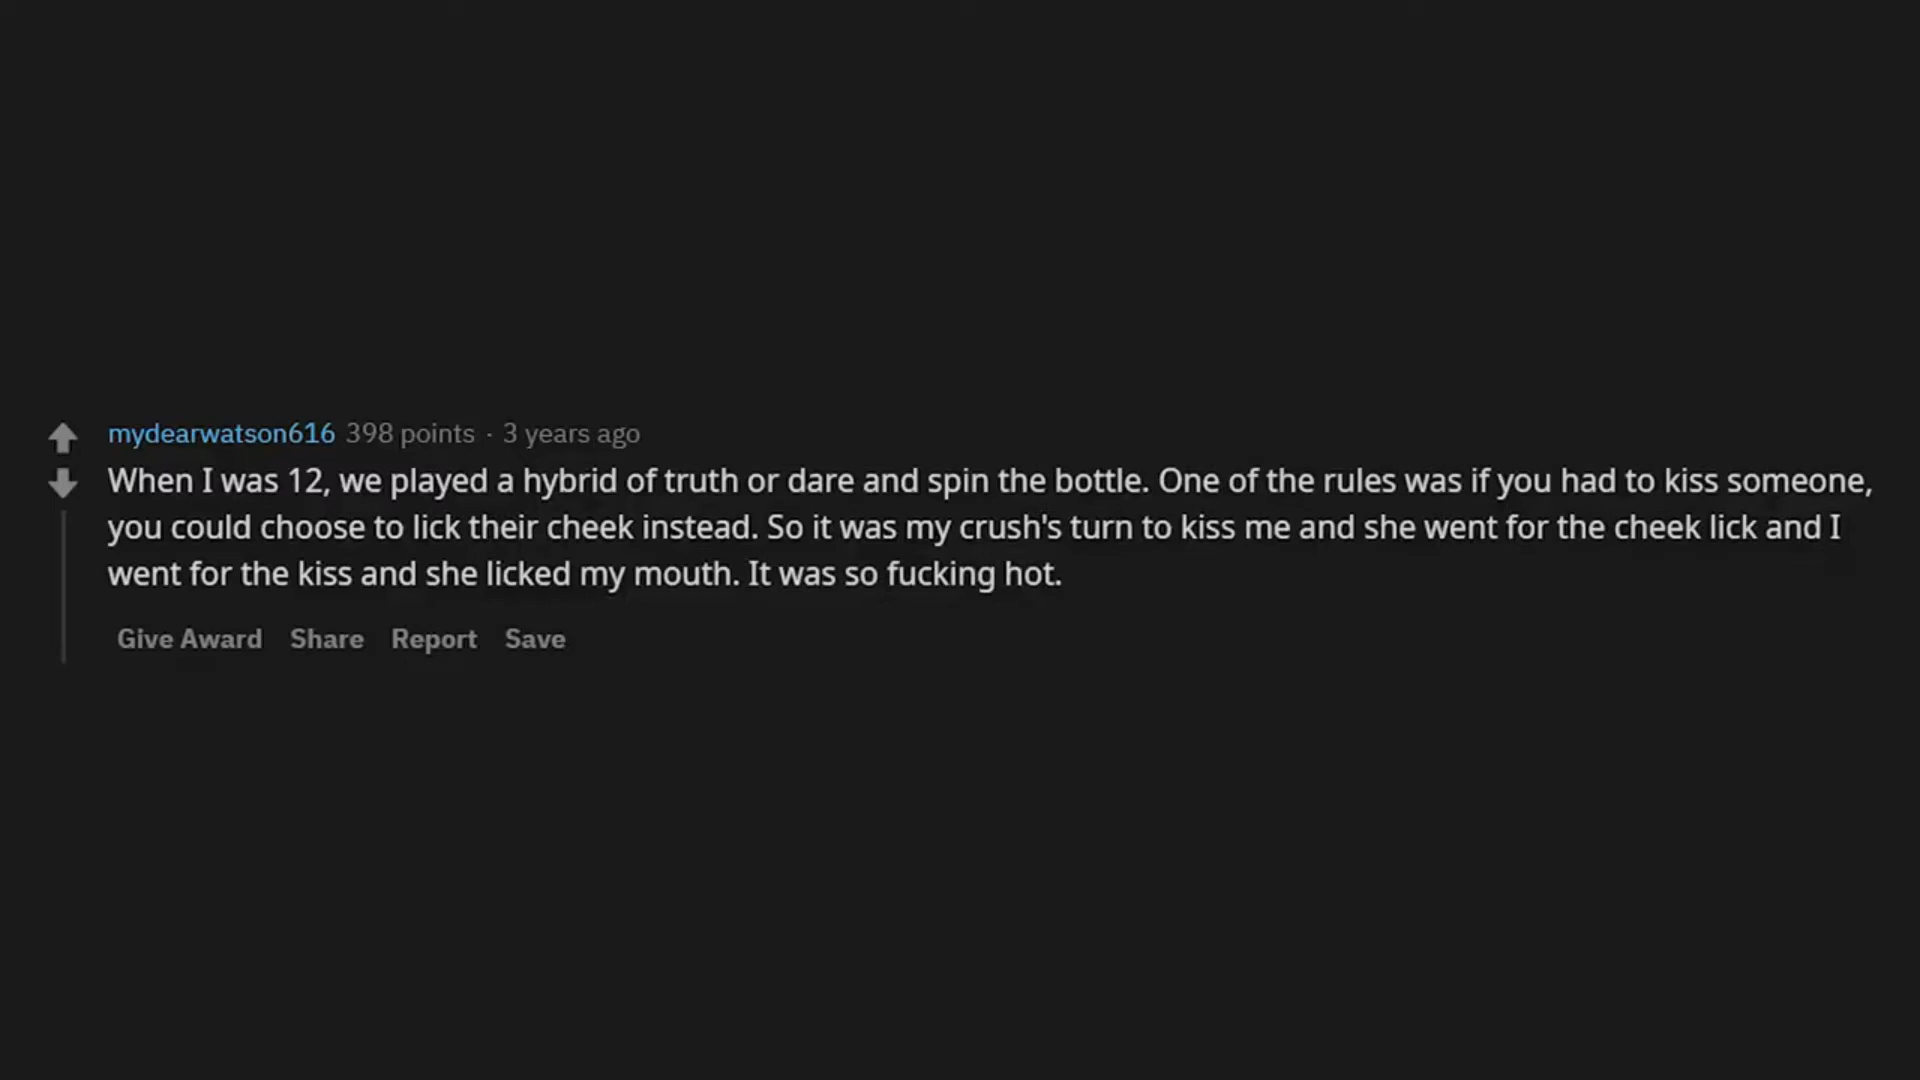 mydearwatson616 398 points · 3 years ago
When I was 12, we played a hybrid of truth or dare and spin the bottle. One of the rules was if you had to kiss someone,
you could choose to lick their cheek instead. So it was my crush's turn to kiss me and she went for the cheek lick and I
went for the kiss and she licked my mouth. It was so fucking hot.
Give Award Share Report Save